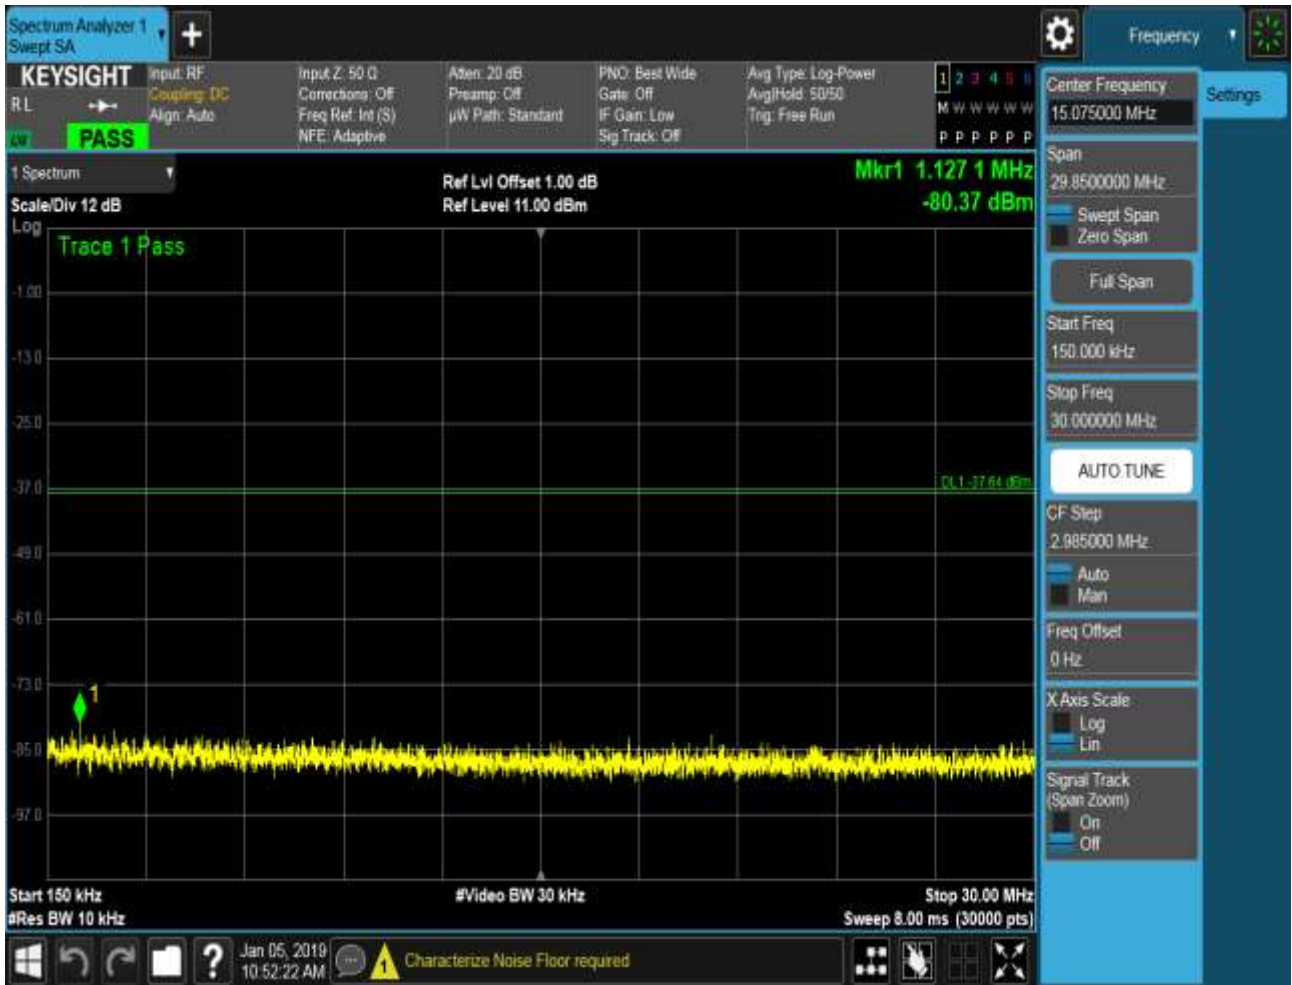 Spectrum Analyzer 1
Swept SA
Frequency
KEYSIGHT
R L
PASS
Input: RF
Coupling: DC
Align: Auto
Input Z: 50 Ω
Corrections: Off
Freq Ref: Int (S)
NFE: Adaptive
Atten: 20 dB
Preamp: Off
µW Path: Standard
PNO: Best Wide
Gate: Off
IF Gain: Low
Sig Track: Off
Avg Type: Log-Power
Avg|Hold: 50/50
Trig: Free Run
1 2 3 4 5 6
M W W W W W
P P P P P P
1 Spectrum
Scale/Div 12 dB
Log
Ref Lvl Offset 1.00 dB
Ref Level 11.00 dBm
Mkr1 1.127 1 MHz
-80.37 dBm
Trace 1 Pass
-1.00
-13.0
-25.0
-37.0
DL1 -37.64 dBm
-49.0
-61.0
-73.0
1
-85.0
-97.0
Start 150 kHz
#Res BW 10 kHz
#Video BW 30 kHz
Stop 30.00 MHz
Sweep 8.00 ms (30000 pts)
Center Frequency
15.075000 MHz
Settings
Span
29.8500000 MHz
Swept Span
Zero Span
Full Span
Start Freq
150.000 kHz
Stop Freq
30.000000 MHz
AUTO TUNE
CF Step
2.985000 MHz
Auto
Man
Freq Offset
0 Hz
X Axis Scale
Log
Lin
Signal Track
(Span Zoom)
On
Off
?
Jan 05, 2019
10:52:22 AM
1
Characterize Noise Floor required